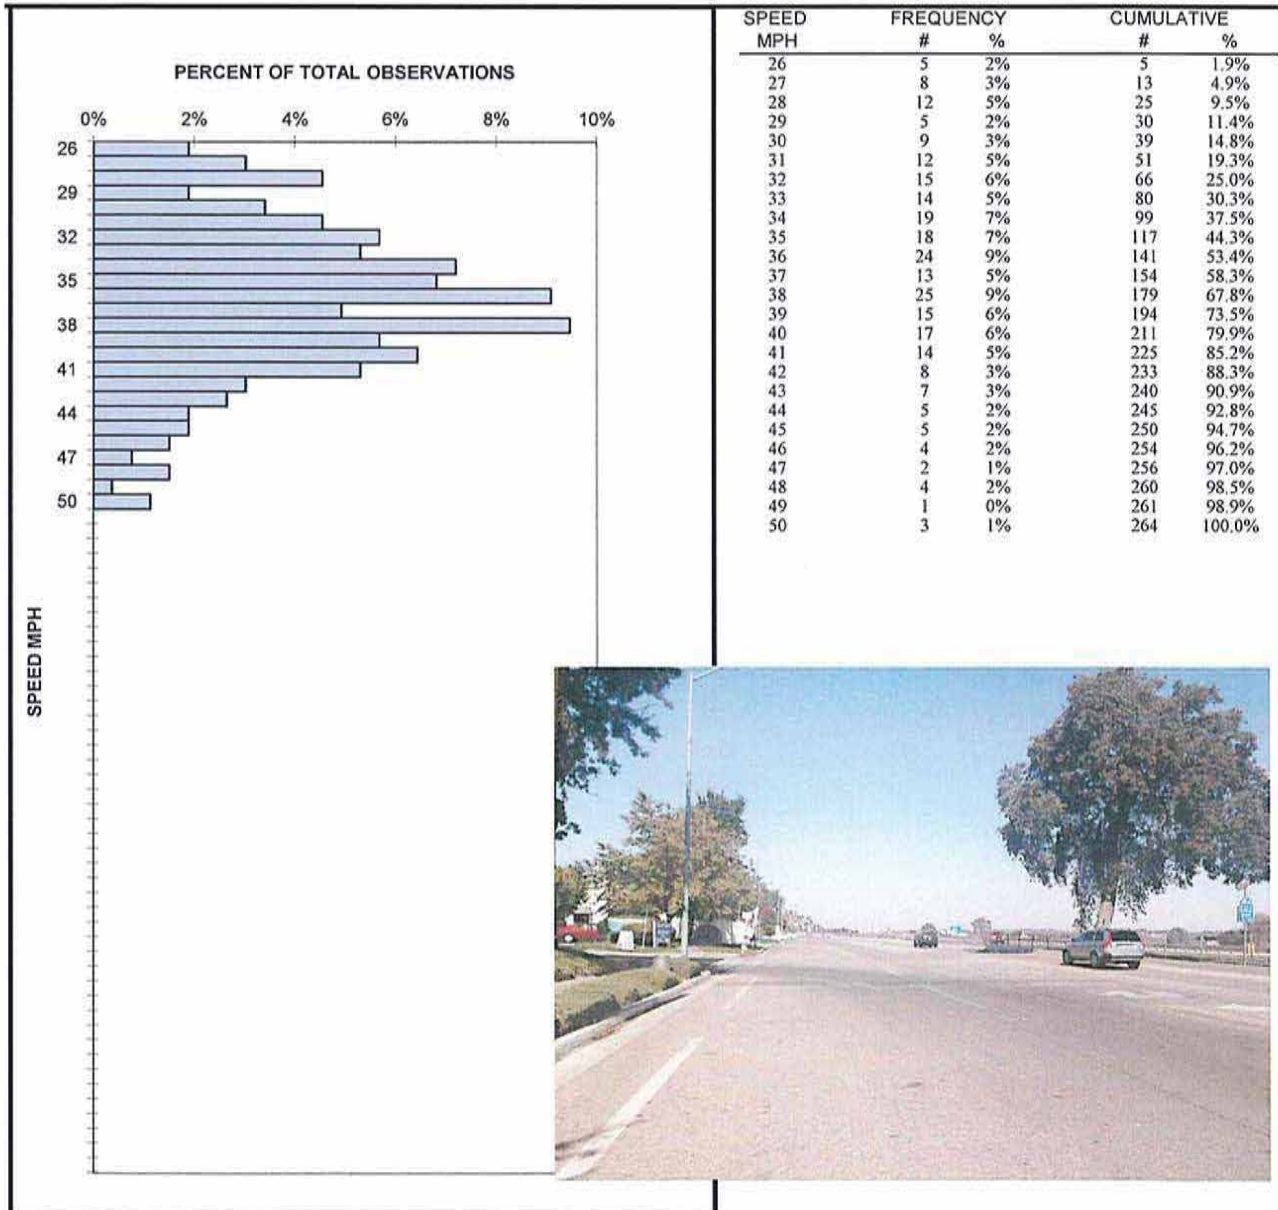 PERCENT OF TOTAL OBSERVATIONS
0% 2% 4% 6% 8% 10%
26
29
32
35
38
41
44
47
50
SPEED MPH
SPEED FREQUENCY CUMULATIVE
MPH # % # %
26 5 2% 5 1.9%
27 8 3% 13 4.9%
28 12 5% 25 9.5%
29 5 2% 30 11.4%
30 9 3% 39 14.8%
31 12 5% 51 19.3%
32 15 6% 66 25.0%
33 14 5% 80 30.3%
34 19 7% 99 37.5%
35 18 7% 117 44.3%
36 24 9% 141 53.4%
37 13 5% 154 58.3%
38 25 9% 179 67.8%
39 15 6% 194 73.5%
40 17 6% 211 79.9%
41 14 5% 225 85.2%
42 8 3% 233 88.3%
43 7 3% 240 90.9%
44 5 2% 245 92.8%
45 5 2% 250 94.7%
46 4 2% 254 96.2%
47 2 1% 256 97.0%
48 4 2% 260 98.5%
49 1 0% 261 98.9%
50 3 1% 264 100.0%